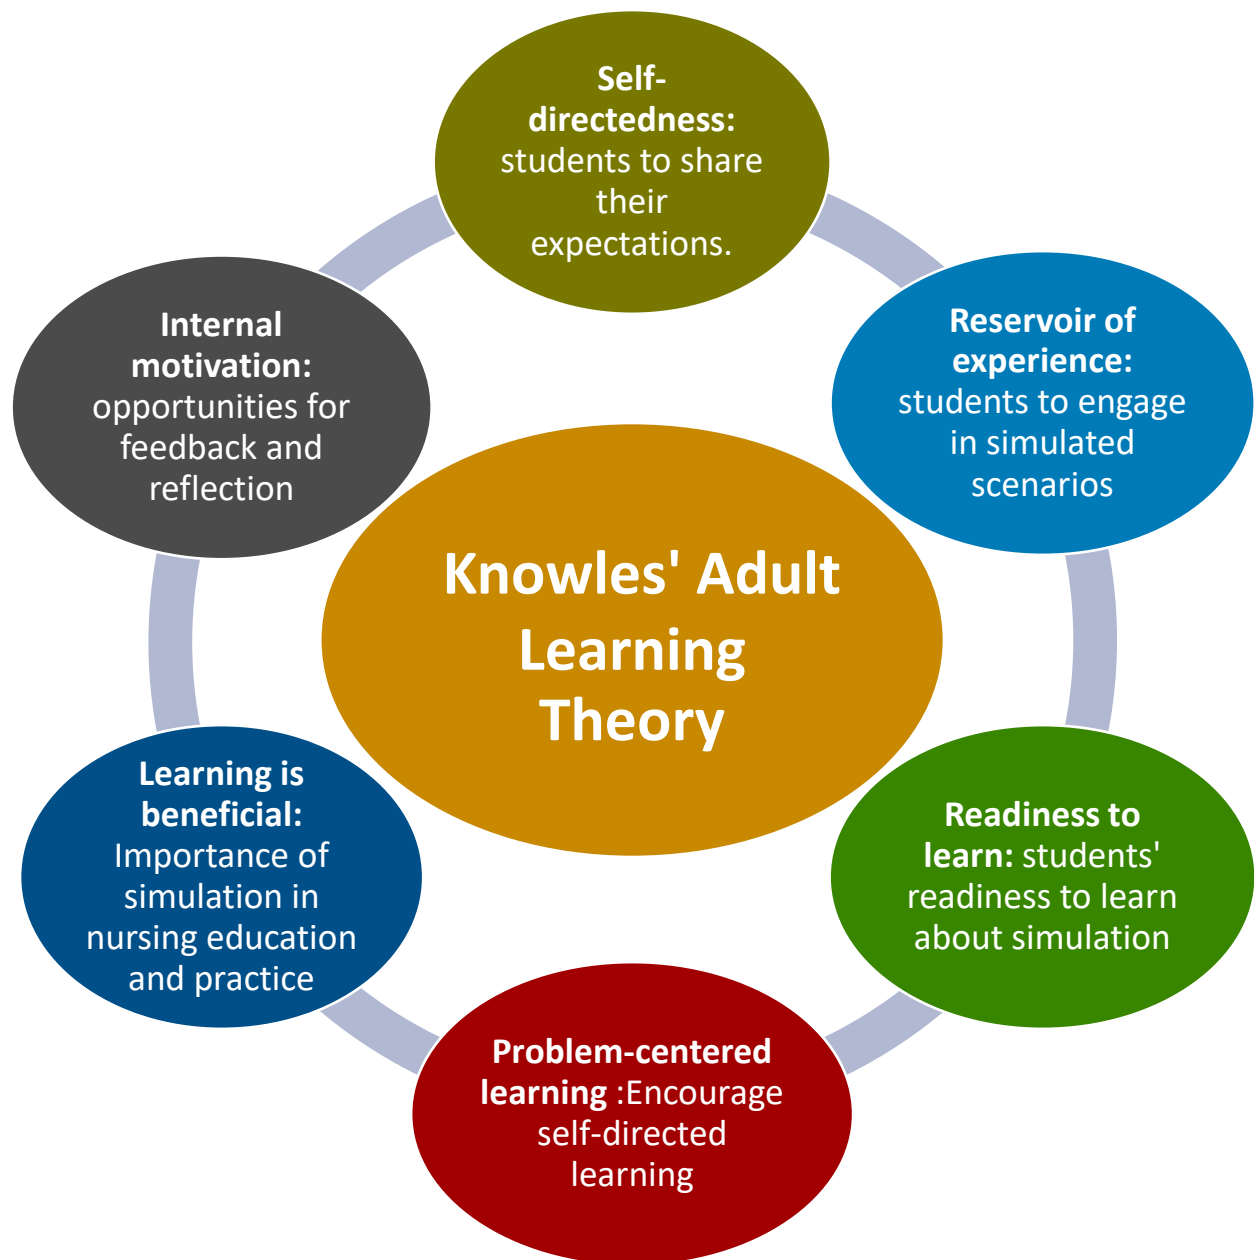 Self-
directedness:
students to share
their
expectations.
Reservoir of
experience:
students to engage
in simulated
scenarios
Readiness to
learn: students'
readiness to learn
about simulation
Problem-centered
learning :Encourage
self-directed
learning
Learning is
beneficial:
Importance of
simulation in
nursing education
and practice
Internal
motivation:
opportunities for
feedback and
reflection
Knowles' Adult
Learning
Theory